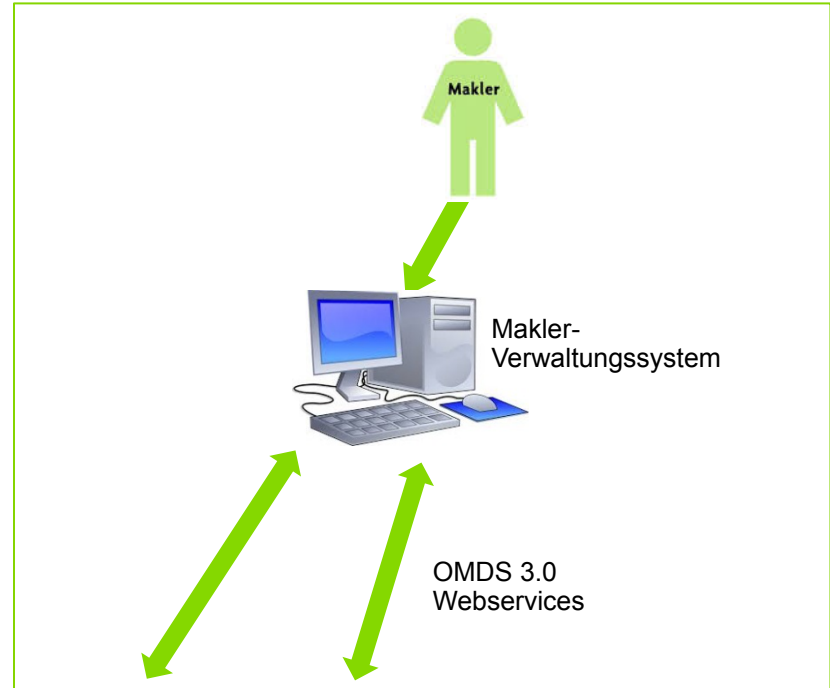 Makler
Makler-
Verwaltungssystem
OMDS 3.0
Webservices